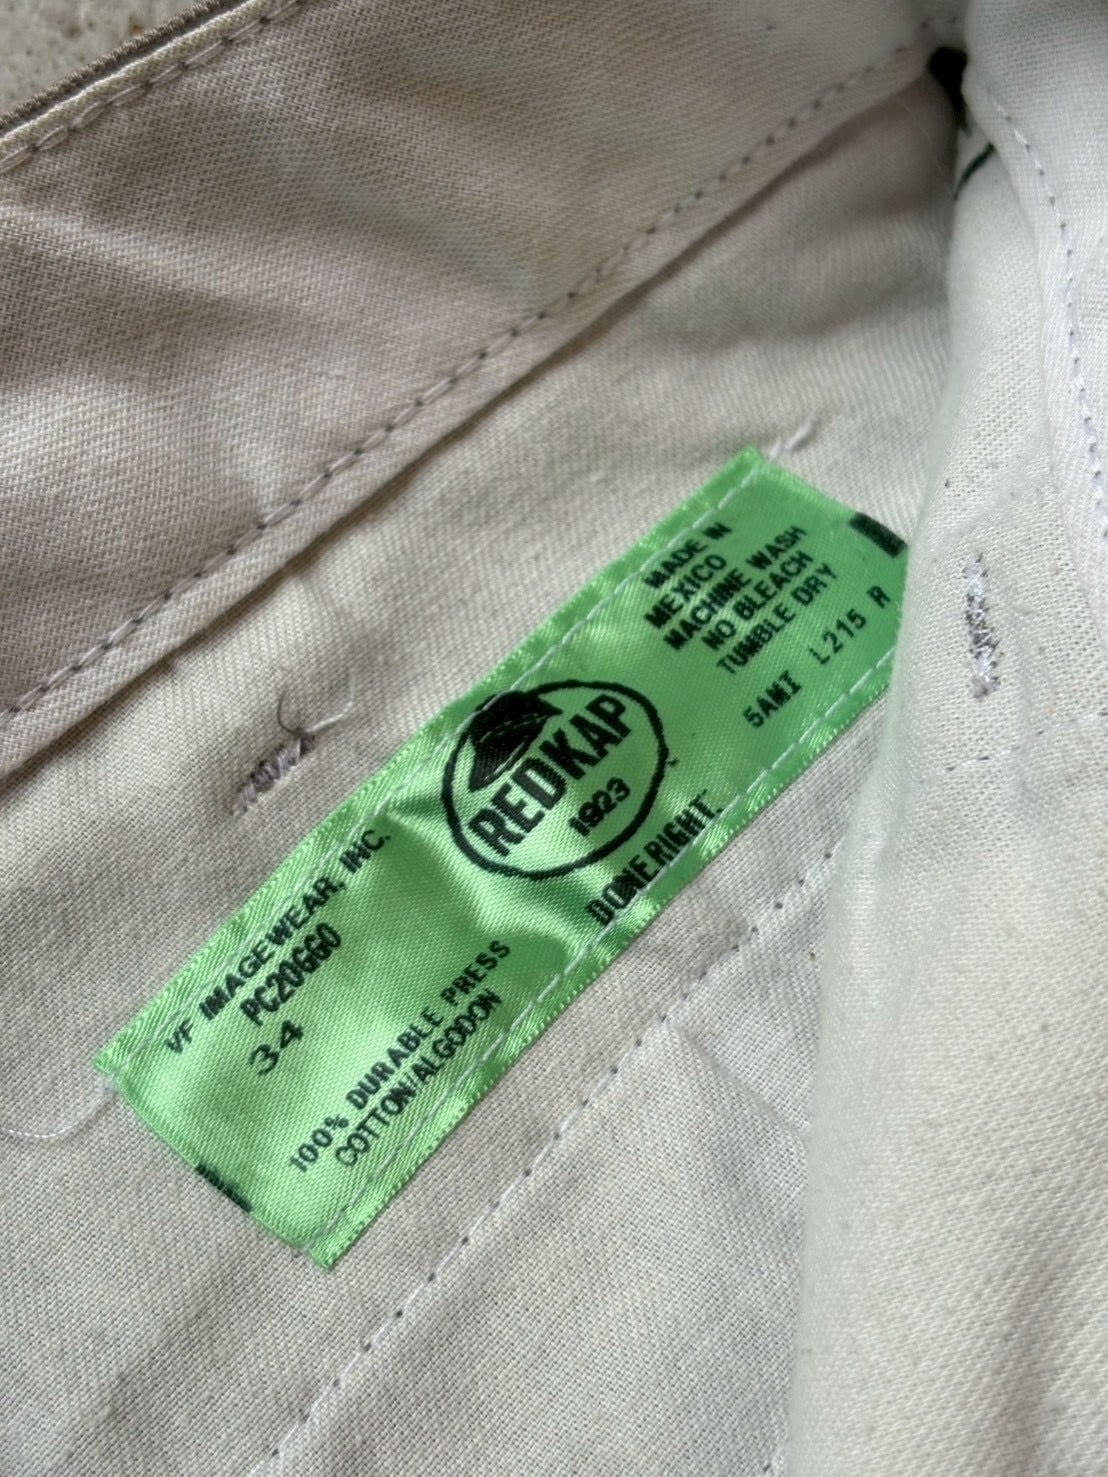 VF IMAGEWEAR, INC.
PC20GGO
34
100% DURABLE PRESS
COTTON/ALGODON
REDKAP
1923
DONE.RIGHT.
MADE IN
MEXICO
MACHINE WASH
NO BLEACH
TUMBLE DRY
5AMI L215 R